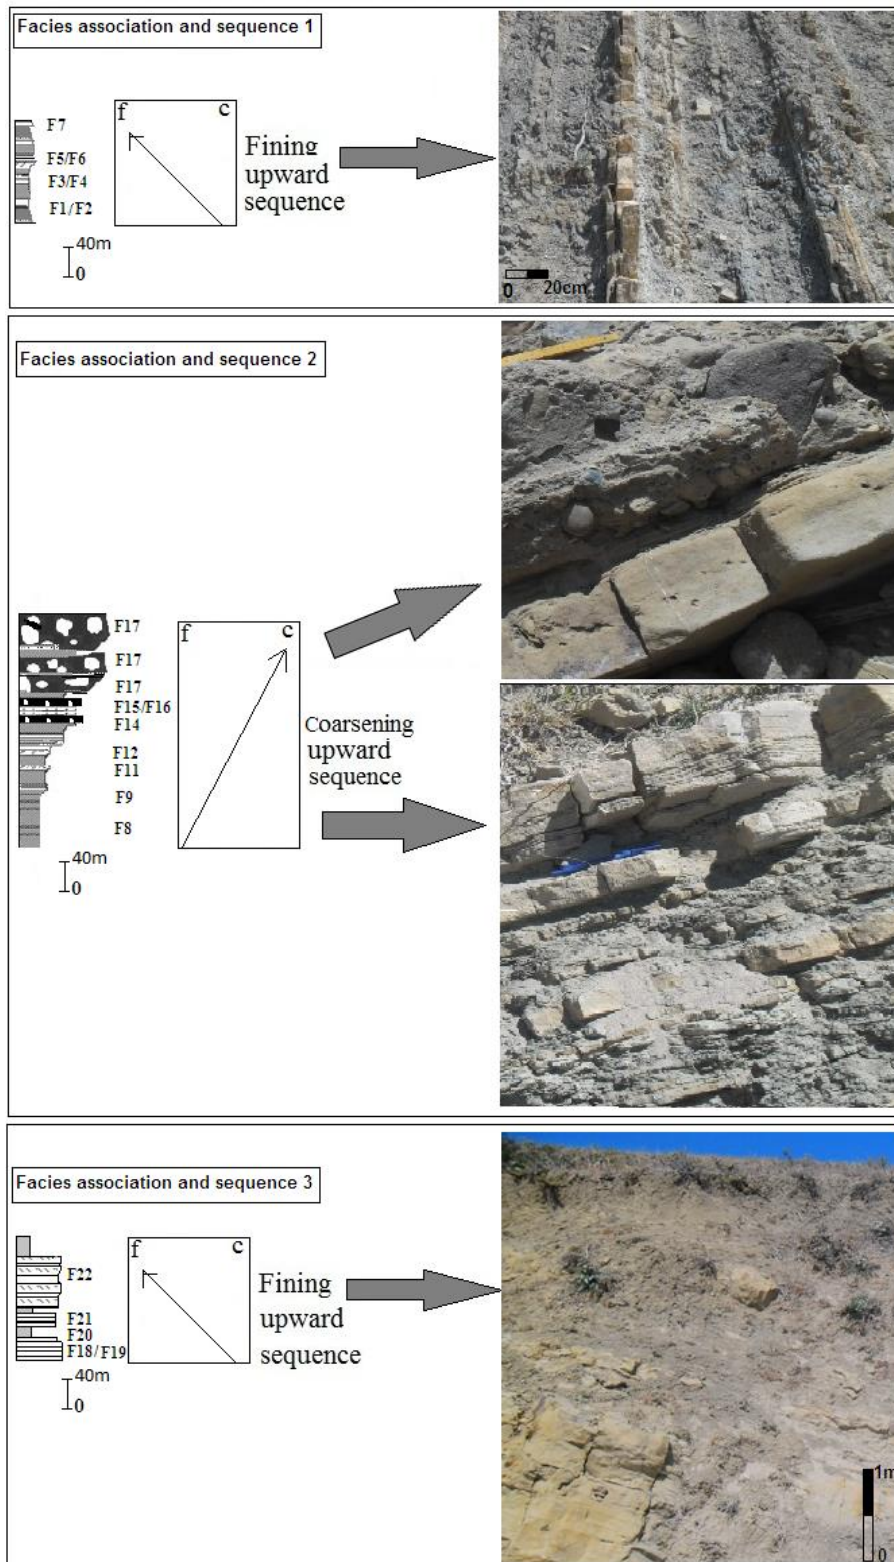 Facies association and sequence 1
f c
F7
F5/F6
F3/F4
F1/F2
Fining
upward
sequence
40m
0
0 20cm
Facies association and sequence 2
f c
F17
F17
F17
F15/F16
F14
F12
F11
F9
F8
Coarsening
upward
sequence
40m
0
Facies association and sequence 3
f c
F22
F21
F20
F18/F19
Fining
upward
sequence
40m
0
1m
0